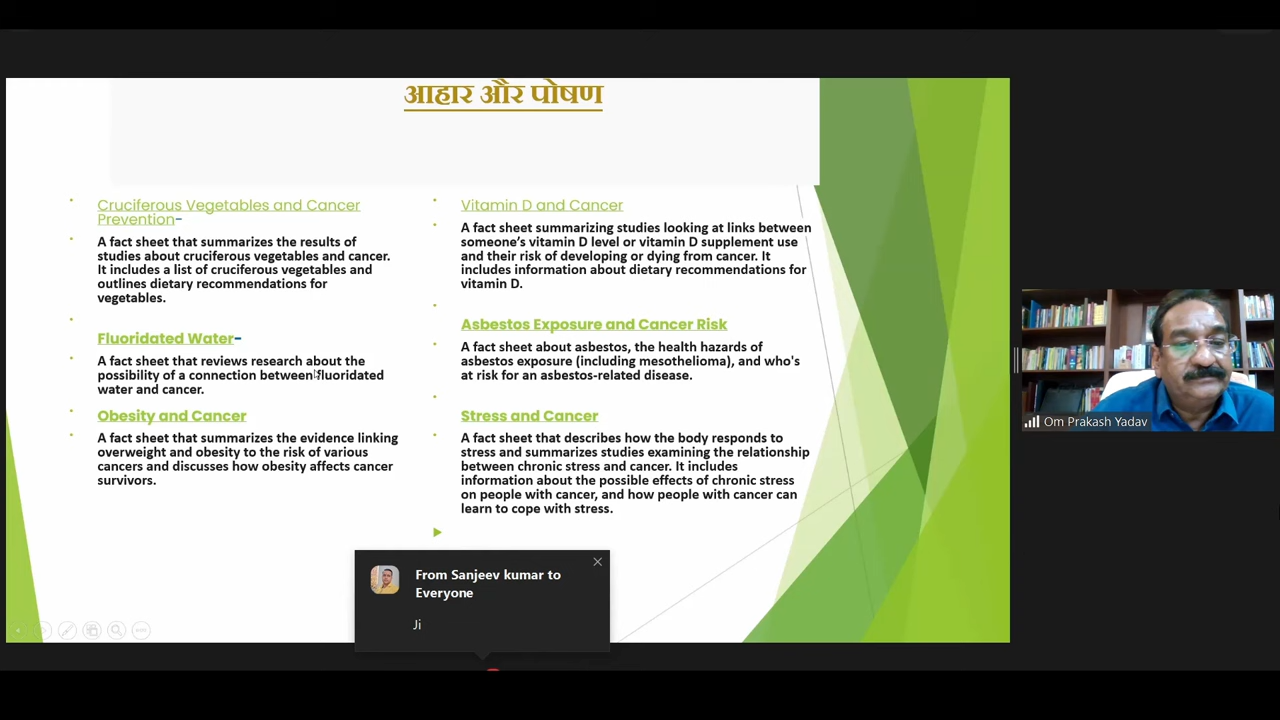 आहार और पोषण
Cruciferous Vegetables and Cancer
Prevention-
A fact sheet that summarizes the results of
studies about cruciferous vegetables and cancer.
It includes a list of cruciferous vegetables and
outlines dietary recommendations for
vegetables.
Fluoridated Water-
A fact sheet that reviews research about the
possibility of a connection between fluoridated
water and cancer.
Obesity and Cancer
A fact sheet that summarizes the evidence linking
overweight and obesity to the risk of various
cancers and discusses how obesity affects cancer
survivors.
Vitamin D and Cancer
A fact sheet summarizing studies looking at links between
someone's vitamin D level or vitamin D supplement use
and their risk of developing or dying from cancer. It
includes information about dietary recommendations for
vitamin D.
Asbestos Exposure and Cancer Risk
A fact sheet about asbestos, the health hazards of
asbestos exposure (including mesothelioma), and who's
at risk for an asbestos-related disease.
Stress and Cancer
A fact sheet that describes how the body responds to
stress and summarizes studies examining the relationship
between chronic stress and cancer. It includes
information about the possible effects of chronic stress
on people with cancer, and how people with cancer can
learn to cope with stress.
From Sanjeev kumar to
Everyone
Ji
Om Prakash Yadav